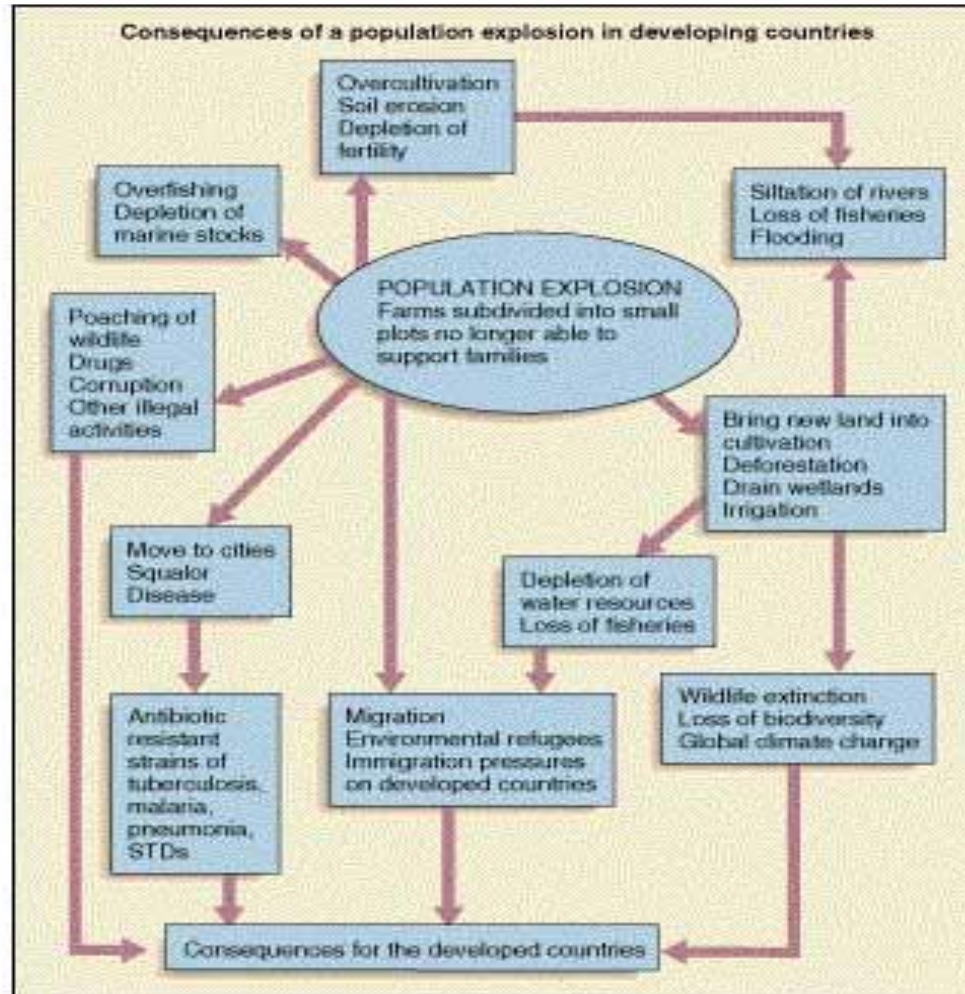 Consequences of a population explosion in developing countries
Overcultivation
Soil erosion
Depletion of
fertility
Overfishing
Depletion of
marine stocks
Siltation of rivers
Loss of fisheries
Flooding
POPULATION EXPLOSION
Farms subdivided into small
plots no longer able to
support families
Poaching of
wildlife
Drugs
Corruption
Other illegal
activities
Bring new land into
cultivation
Deforestation
Drain wetlands
Irrigation
Move to cities
Squalor
Disease
Depletion of
water resources
Loss of fisheries
Antibiotic
resistant
strains of
tuberculosis,
malaria,
pneumonia,
STDs
Migration
Environmental refugees
Immigration pressures
on developed countries
Wildlife extinction
Loss of biodiversity
Global climate change
Consequences for the developed countries